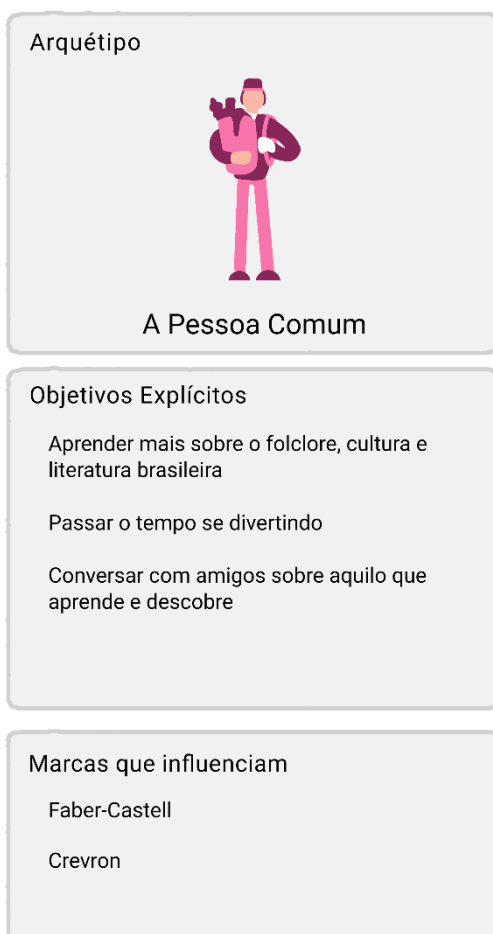 Arquétipo
A Pessoa Comum
Objetivos Explícitos
Aprender mais sobre o folclore, cultura e
literatura brasileira
Passar o tempo se divertindo
Conversar com amigos sobre aquilo que
aprende e descobre
Marcas que influenciam
Faber-Castell
Crevron